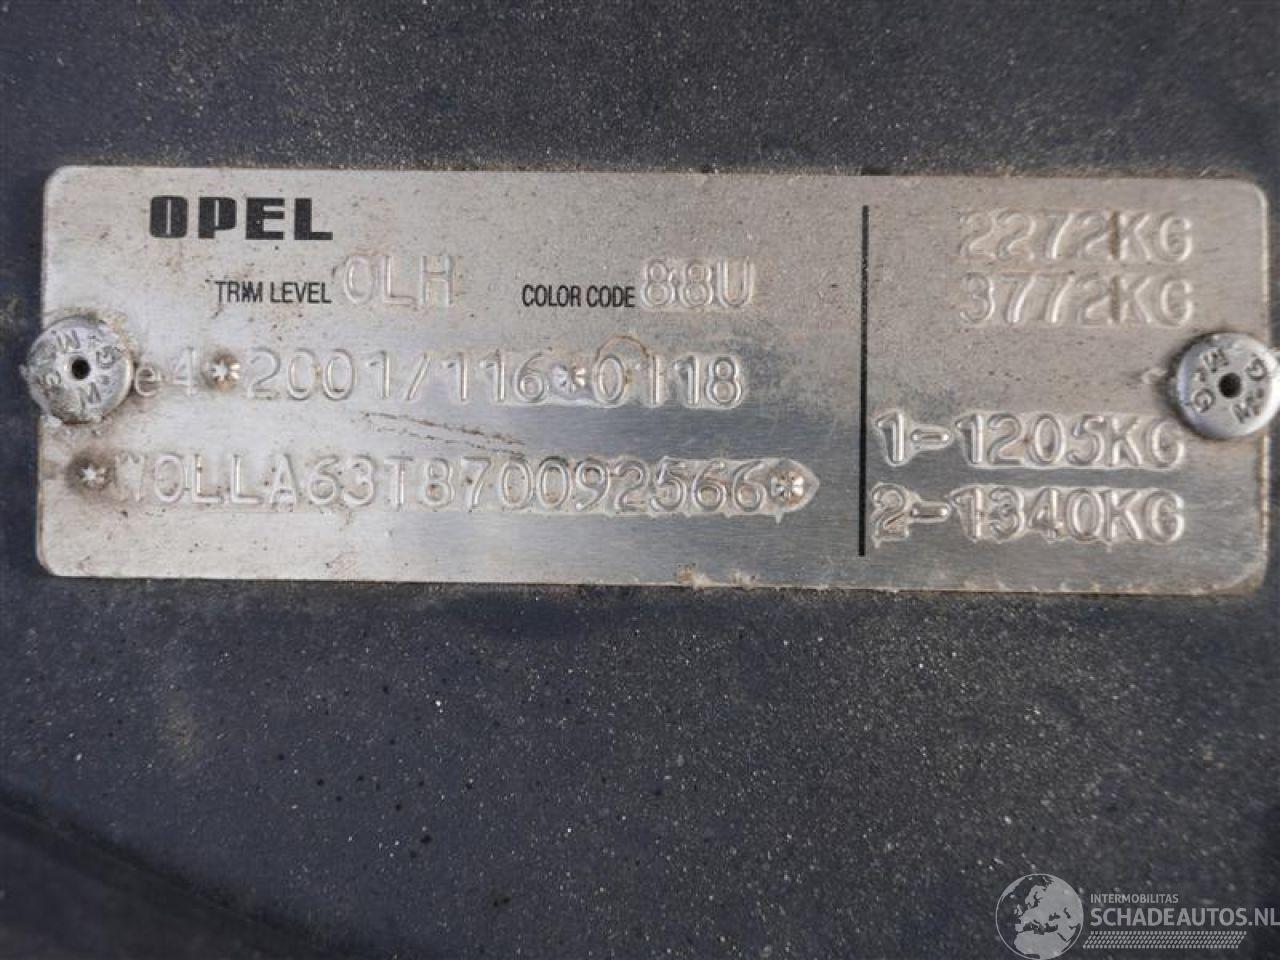 OPEL
TRIM LEVEL 0LH COLOR CODE 88U
e4*2001/116*0118
*W0LLA63T870092566*
2272KG
3772KG
1-1205KG
2-1340KG
INTERMOBILITAS
SCHADEAUTOS.NL